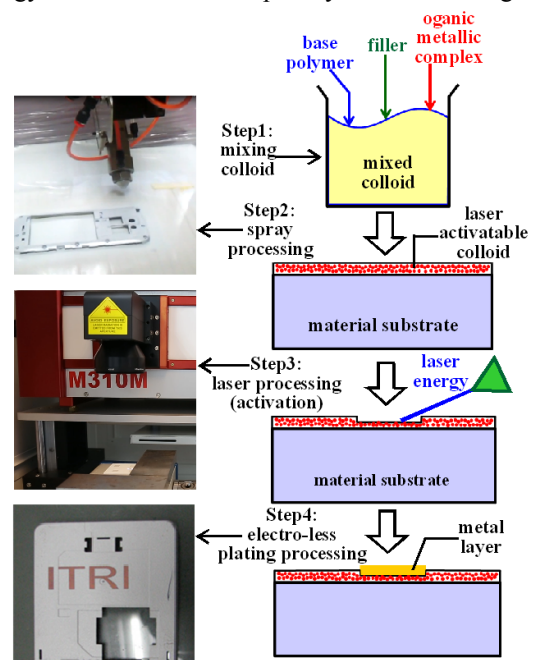 oganic
metallic
complex
base
polymer
filler
Step1:
mixing
colloid
mixed
colloid
Step2:
spray
processing
laser
activatable
colloid
material substrate
M310M
Step3:
laser processing
(activation)
laser
energy
material substrate
Step4:
electro-less
plating processing
metal
layer
ITRI